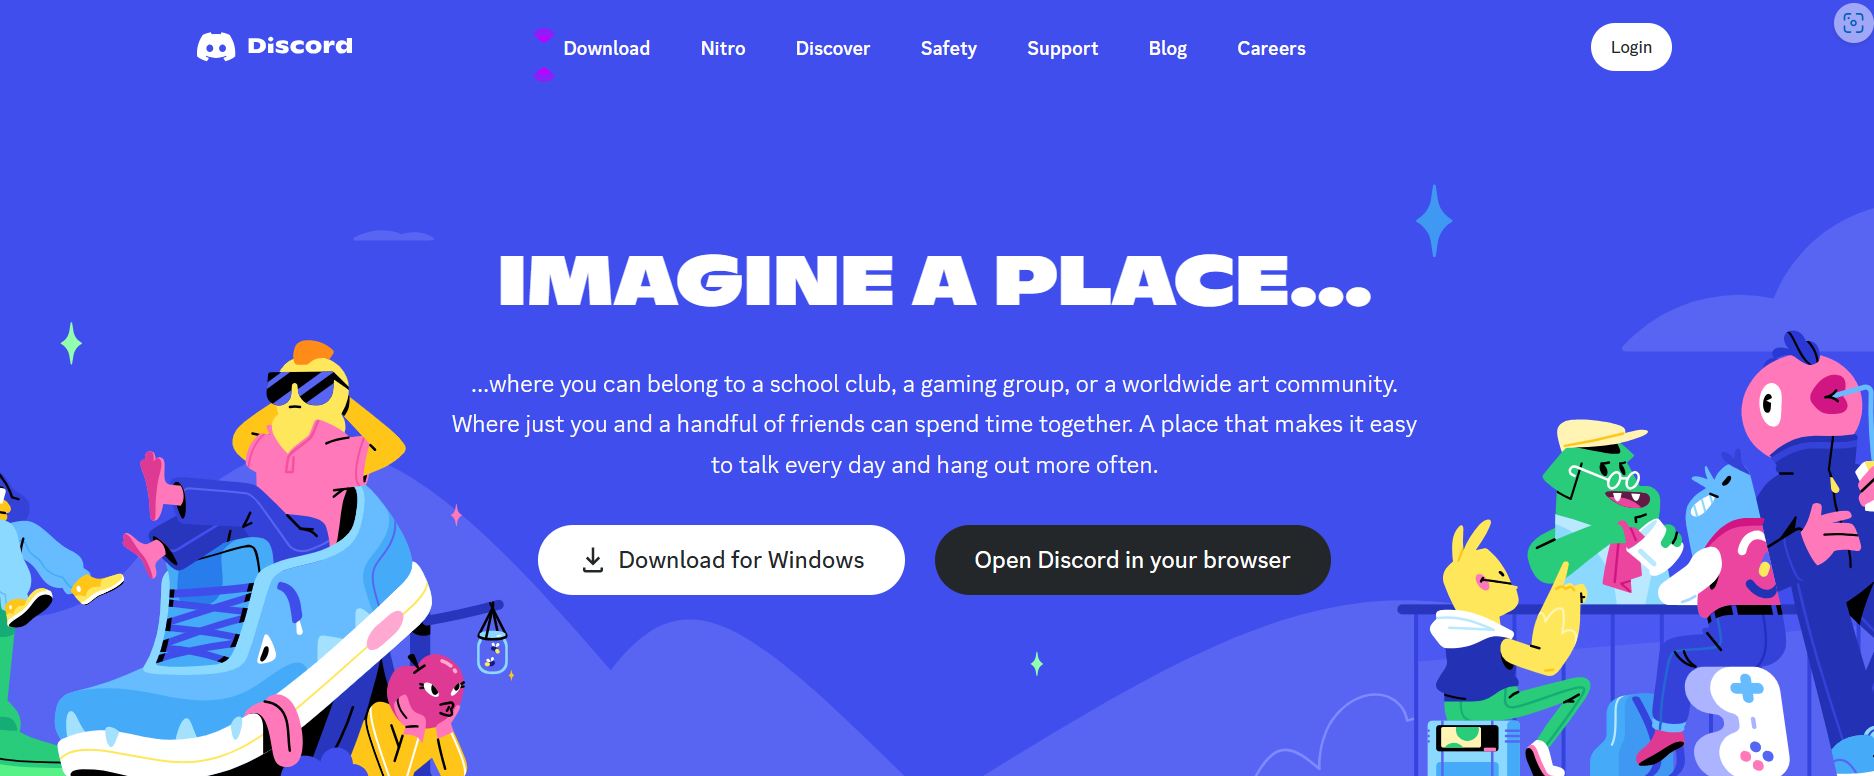 Discord
Download Nitro Discover Safety Support Blog Careers
Login
IMAGINE A PLACE...
...where you can belong to a school club, a gaming group, or a worldwide art community.
Where just you and a handful of friends can spend time together. A place that makes it easy
to talk every day and hang out more often.
Download for Windows
Open Discord in your browser